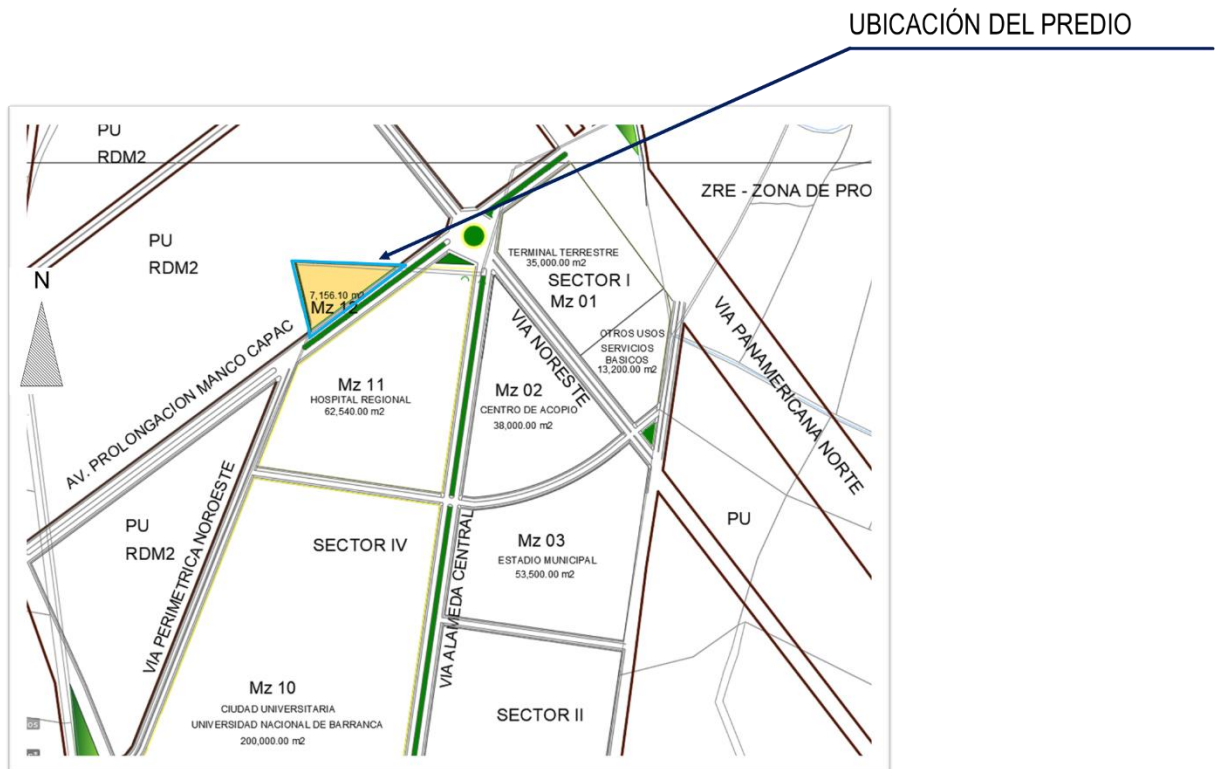 UBICACIÓN DEL PREDIO
PU
RDM2
ZRE - ZONA DE PRO
PU
RDM2
TERMINAL TERRESTRE
35,000.00 m2
SECTOR I
Mz 01
N
7,156.10 m2
Mz 12
AV. PROLONGACION MANCO CAPAC
VIA NORESTE
VIA PANAMERICANA NORTE
OTROS USOS
SERVICIOS
BASICOS
13,200.00 m2
Mz 11
HOSPITAL REGIONAL
62,540.00 m2
Mz 02
CENTRO DE ACOPIO
38,000.00 m2
PU
RDM2
VIA PERIMETRICA NOROESTE
SECTOR IV
VIA ALAMEDA CENTRAL
Mz 03
ESTADIO MUNICIPAL
53,500.00 m2
PU
Mz 10
CIUDAD UNIVERSITARIA
UNIVERSIDAD NACIONAL DE BARRANCA
200,000.00 m2
SECTOR II